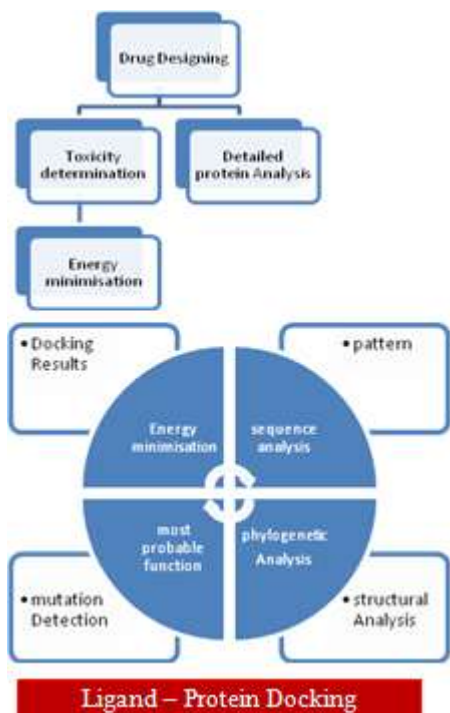 Drug Designing
Toxicity
determination
Detailed
protein Analysis
Energy
minimisation
• Docking
Results
• pattern
Energy
minimisation
sequence
analysis
most
probable
function
phylogenetic
Analysis
• mutation
Detection
• structural
Analysis
Ligand – Protein Docking